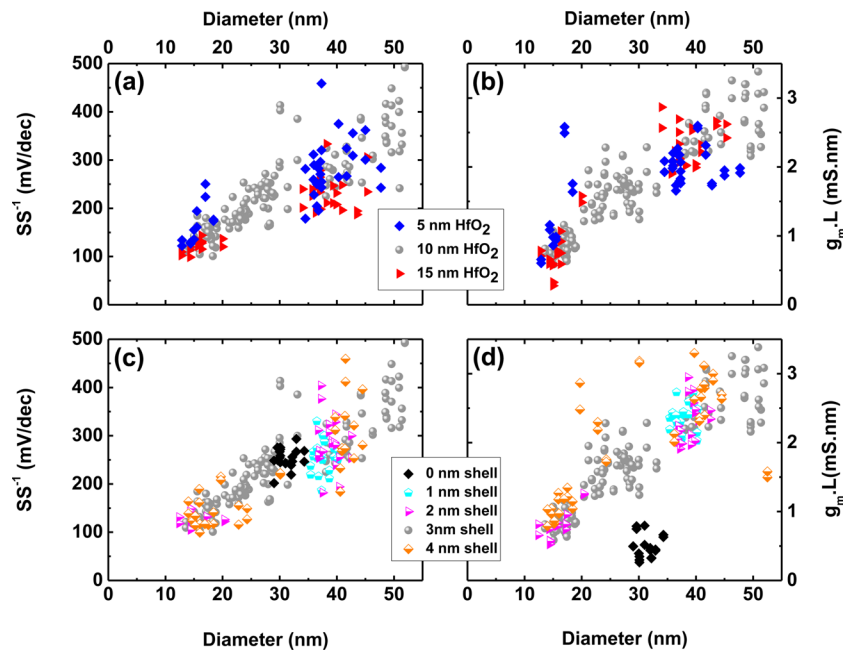 Diameter (nm) Diameter (nm)
0 10 20 30 40 50 0 10 20 30 40 50
(a)
500
400
300
200
100
0
SS⁻¹ (mV/dec)
(b)
3
2
1
0
gₘ.L (mS.nm)
5 nm HfO₂
10 nm HfO₂
15 nm HfO₂
(c)
500
400
300
200
100
0
SS⁻¹ (mV/dec)
(d)
3
2
1
0
gₘ.L(mS.nm)
0 nm shell
1 nm shell
2 nm shell
3nm shell
4 nm shell
0 10 20 30 40 50 0 10 20 30 40 50
Diameter (nm) Diameter (nm)